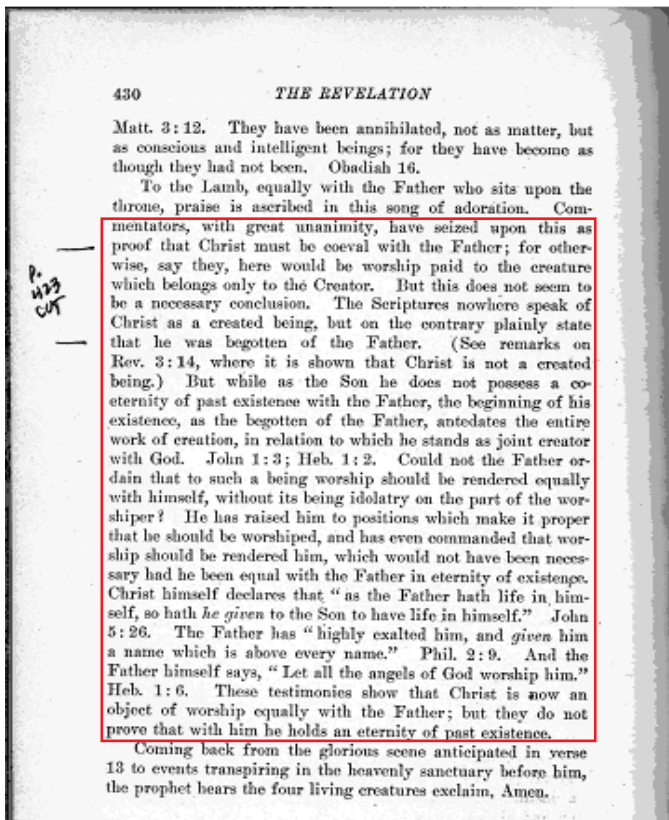 430 THE REVELATION
Matt. 3:12. They have been annihilated, not as matter, but
as conscious and intelligent beings; for they have become as
though they had not been. Obadiah 16.
To the Lamb, equally with the Father who sits upon the
throne, praise is ascribed in this song of adoration. Com-
mentators, with great unanimity, have seized upon this as
proof that Christ must be coeval with the Father; for other-
wise, say they, here would be worship paid to the creature
which belongs only to the Creator. But this does not seem to
P.
423
CUT
be a necessary conclusion. The Scriptures nowhere speak of
Christ as a created being, but on the contrary plainly state
that he was begotten of the Father. (See remarks on
Rev. 3:14, where it is shown that Christ is not a created
being.) But while as the Son he does not possess a co-
eternity of past existence with the Father, the beginning of his
existence, as the begotten of the Father, antedates the entire
work of creation, in relation to which he stands as joint creator
with God. John 1:3; Heb. 1:2. Could not the Father or-
dain that to such a being worship should be rendered equally
with himself, without its being idolatry on the part of the wor-
shiper? He has raised him to positions which make it proper
that he should be worshiped, and has even commanded that wor-
ship should be rendered him, which would not have been neces-
sary had he been equal with the Father in eternity of existence.
Christ himself declares that "as the Father hath life in him-
self, so hath he given to the Son to have life in himself." John
5:26. The Father has "highly exalted him, and given him
a name which is above every name." Phil. 2:9. And the
Father himself says, "Let all the angels of God worship him."
Heb. 1:6. These testimonies show that Christ is now an
object of worship equally with the Father; but they do not
prove that with him he holds an eternity of past existence.
Coming back from the glorious scene anticipated in verse
13 to events transpiring in the heavenly sanctuary before him,
the prophet hears the four living creatures exclaim, Amen.